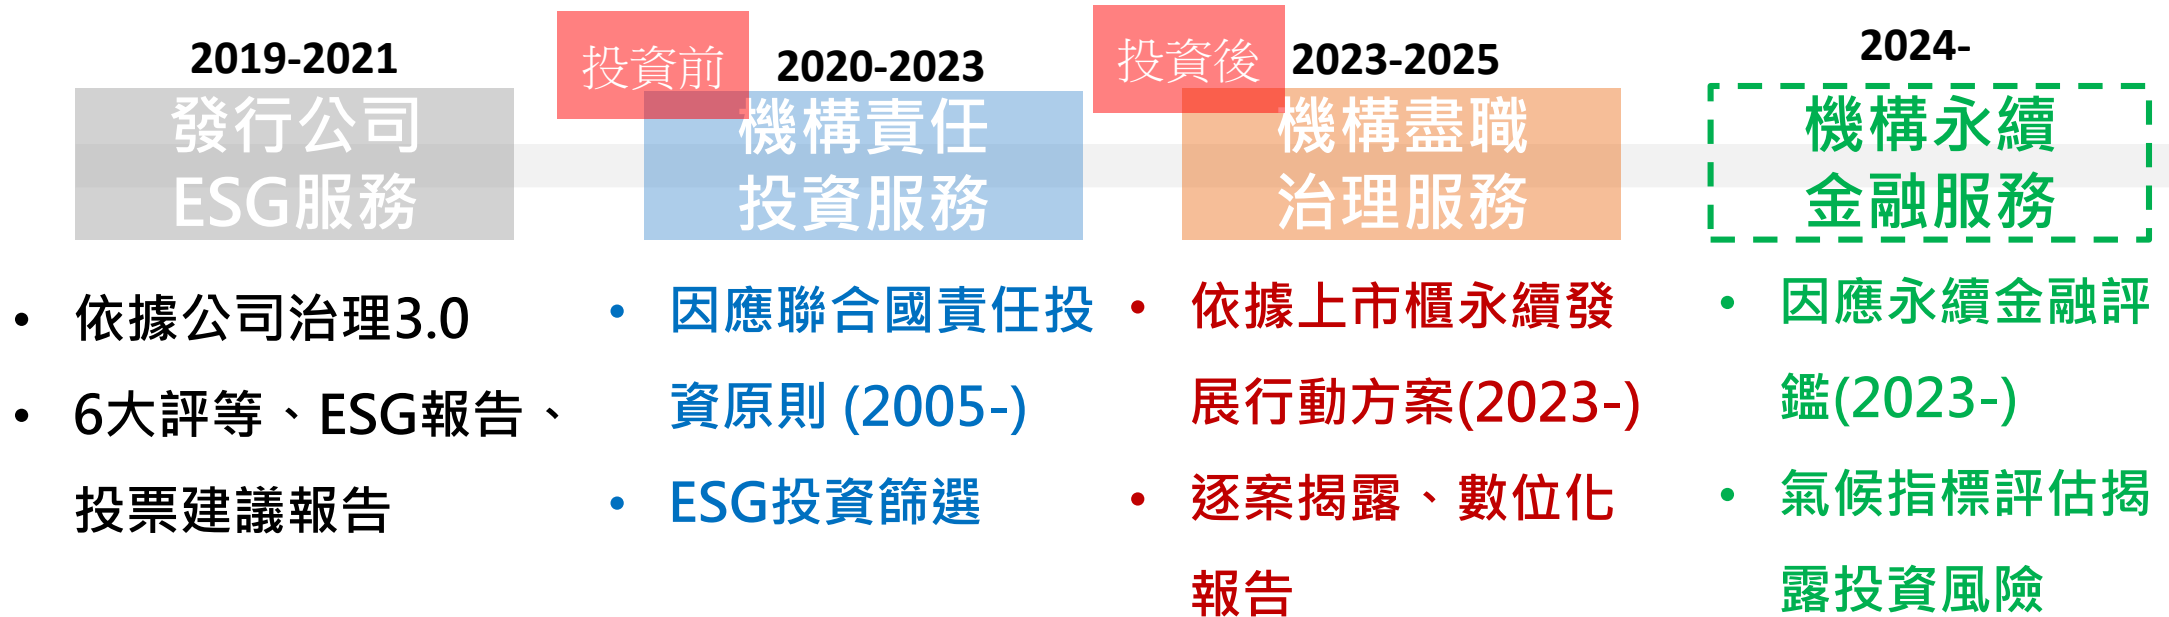 2019-2021
發行公司
ESG服務
• 依據公司治理3.0
• 6大評等、ESG報告、
投票建議報告
投資前
2020-2023
機構責任
投資服務
• 因應聯合國責任投
資原則 (2005-)
• ESG投資篩選
投資後
2023-2025
機構盡職
治理服務
• 依據上市櫃永續發
展行動方案(2023-)
• 逐案揭露、數位化
報告
2024-
機構永續
金融服務
• 因應永續金融評
鑑(2023-)
• 氣候指標評估揭
露投資風險